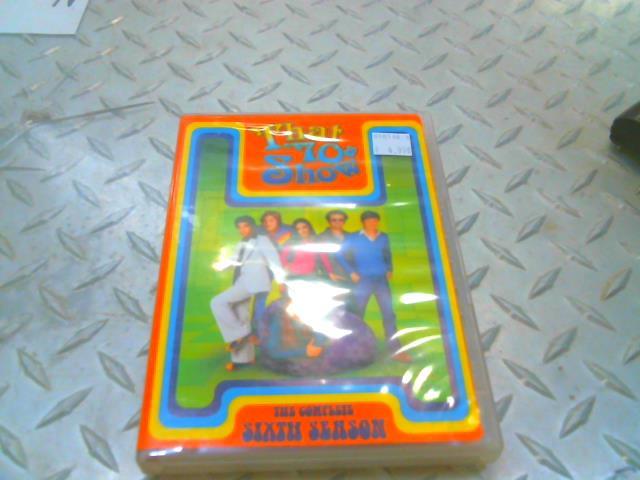 That
'70s
Show
THE COMPLETE
SIXTH SEASON